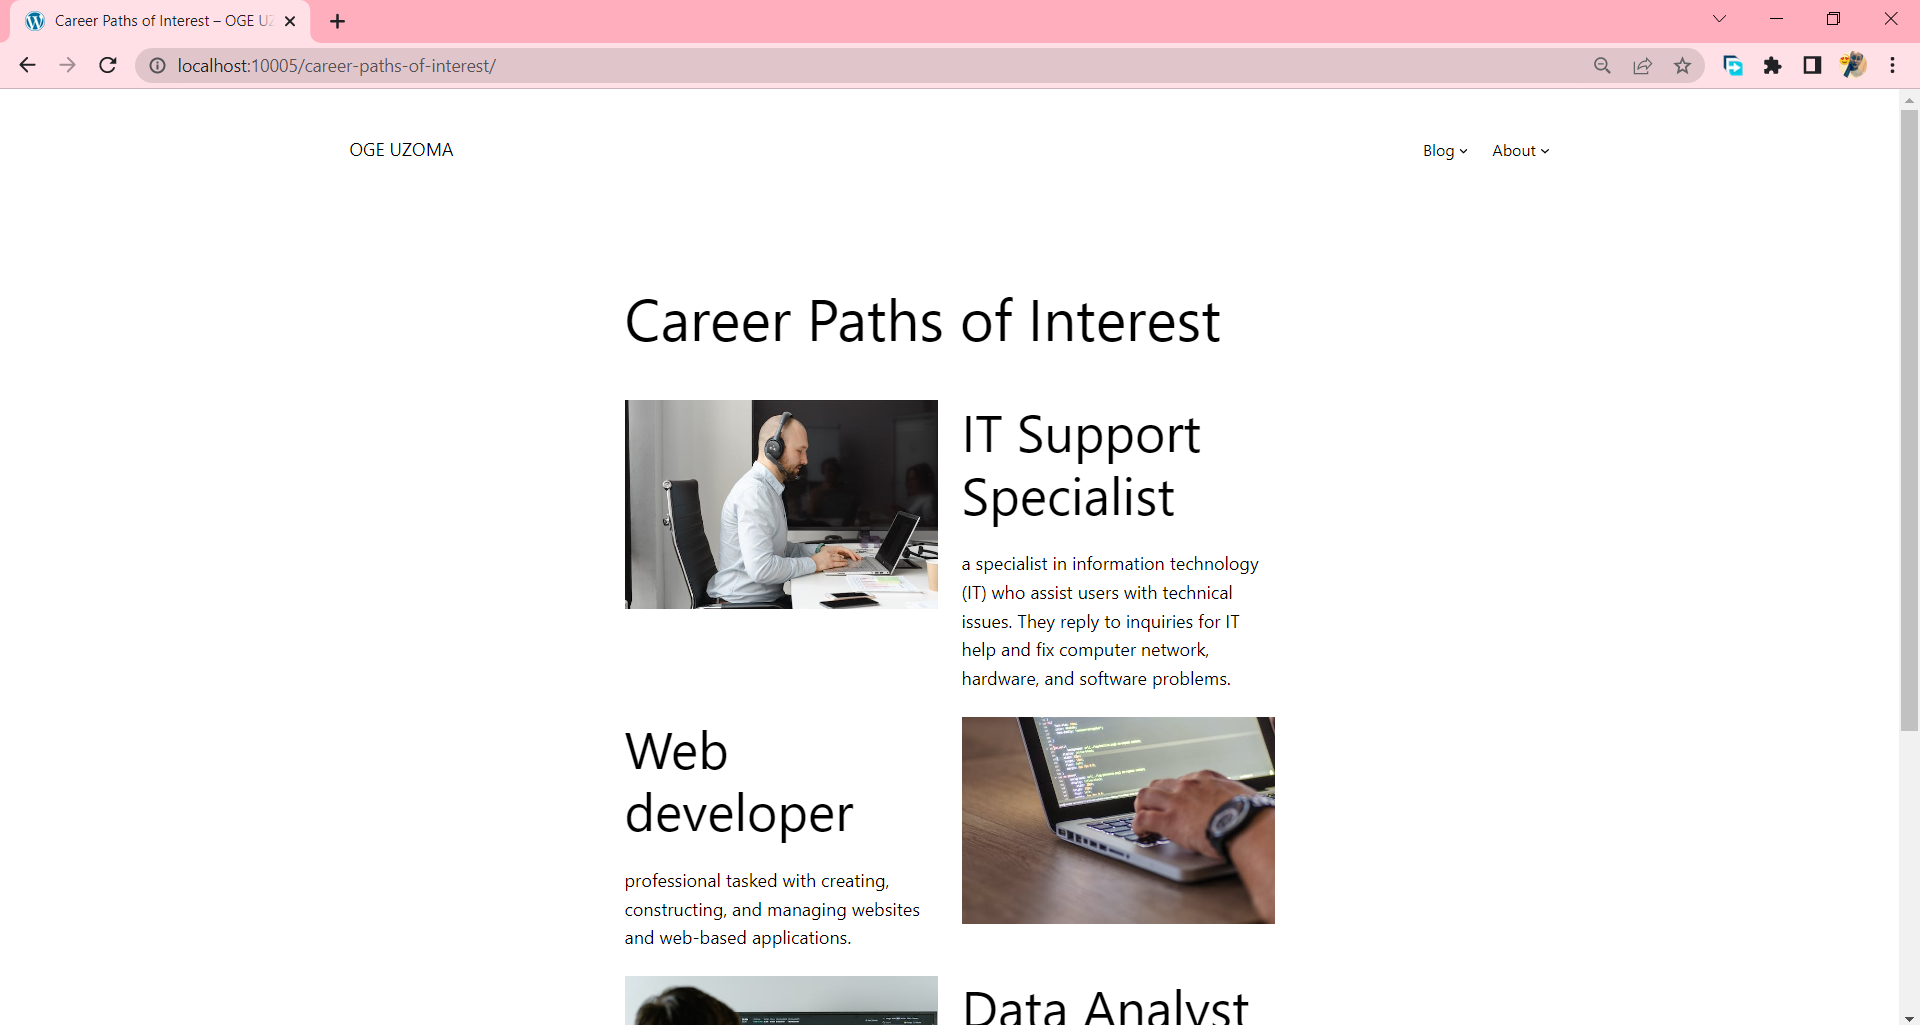 Career Paths of Interest – OGE UZ
localhost:10005/career-paths-of-interest/
OGE UZOMA
Blog
About
Career Paths of Interest
IT Support
Specialist
a specialist in information technology
(IT) who assist users with technical
issues. They reply to inquiries for IT
help and fix computer network,
hardware, and software problems.
Web
developer
professional tasked with creating,
constructing, and managing websites
and web-based applications.
Data Analyst